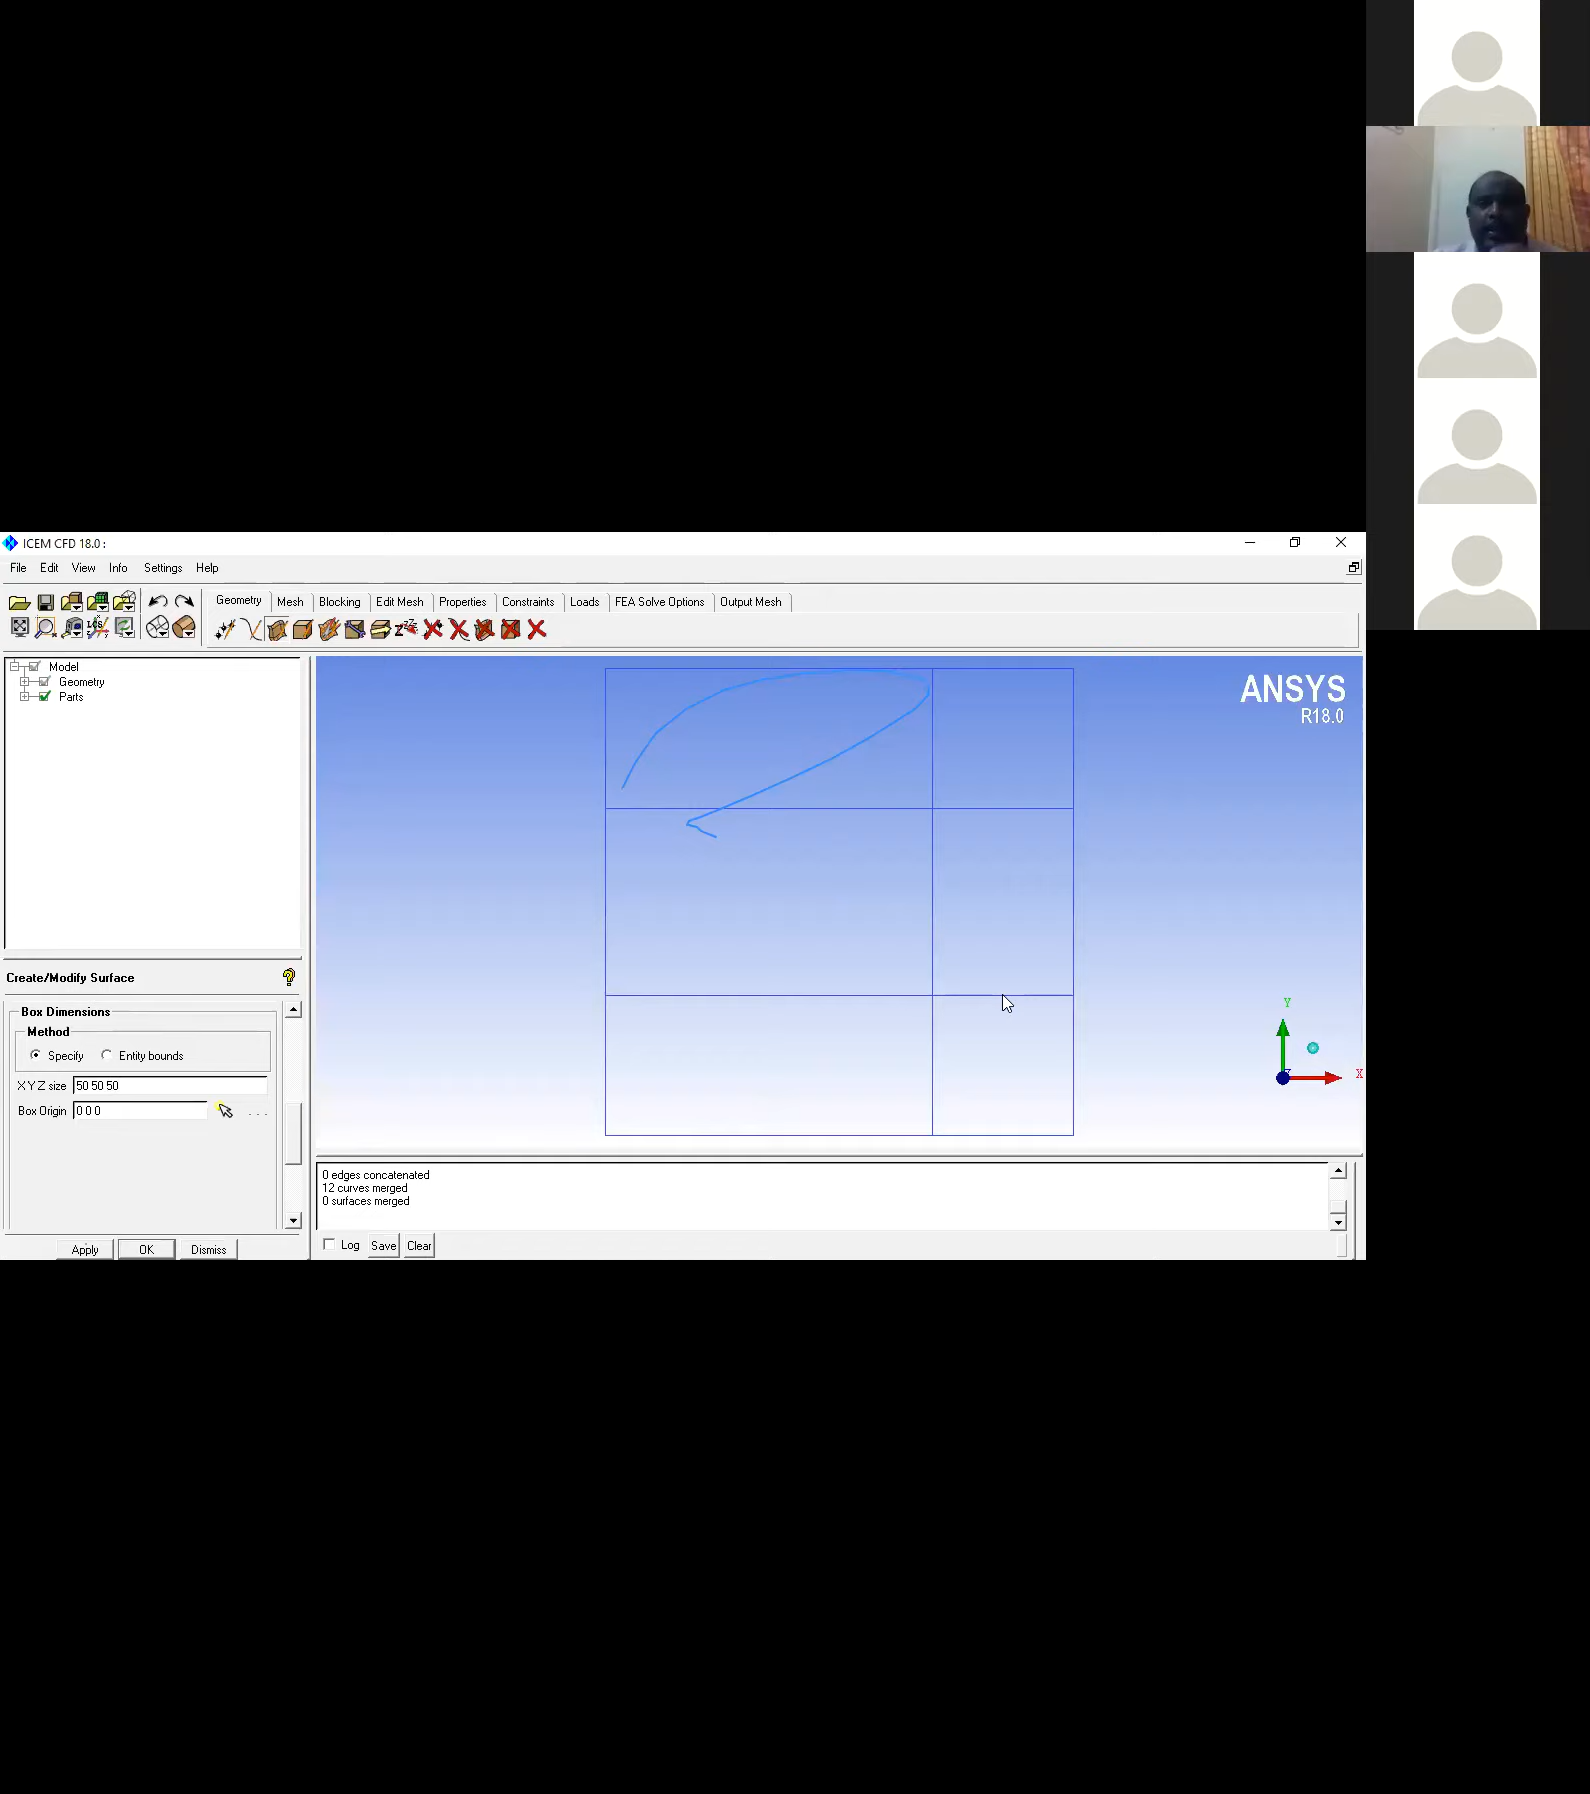 ICEM CFD 18.0 :
File Edit View Info Settings Help
Geometry Mesh Blocking Edit Mesh Properties Constraints Loads FEA Solve Options Output Mesh
LCS
Model
Geometry
Parts
ANSYS
R18.0
Create/Modify Surface
Box Dimensions
Method
Specify Entity bounds
X Y Z size 50 50 50
Box Origin 0 0 0
. . .
Y
X
0 edges concatenated
12 curves merged
0 surfaces merged
Apply OK Dismiss
Log Save Clear